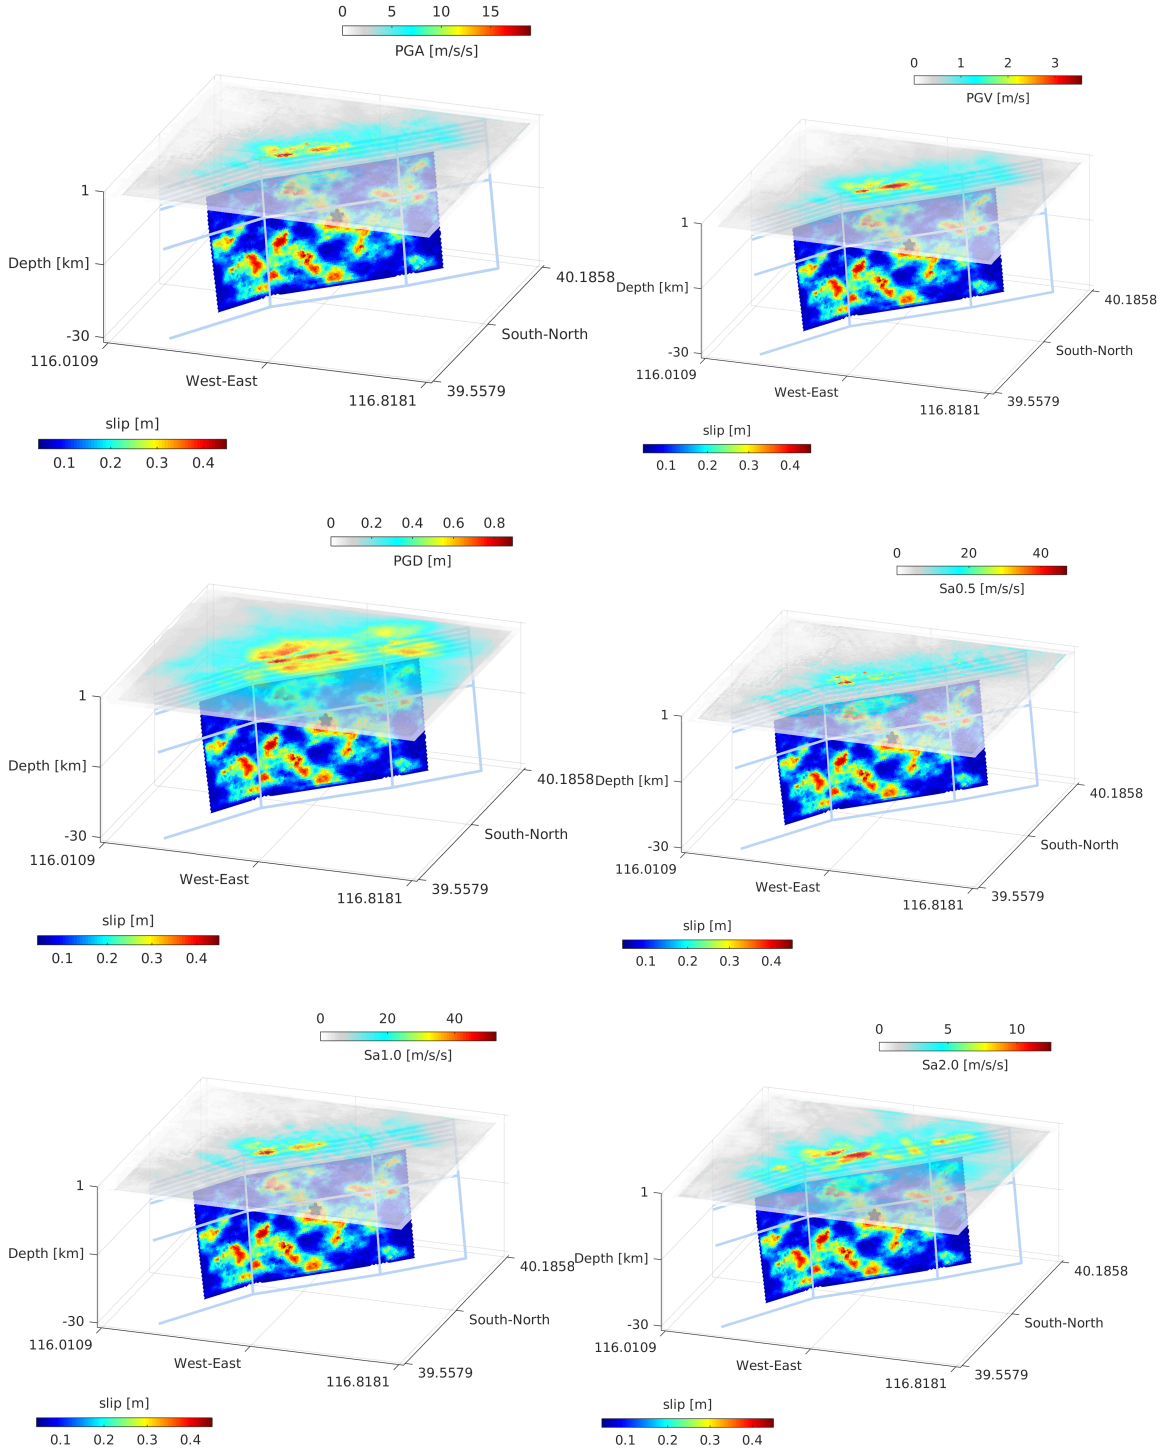 0 5 10 15
PGA [m/s/s]
1
Depth [km]
-30
116.0109
West-East
116.8181
39.5579
South-North
40.1858
slip [m]
0.1 0.2 0.3 0.4
0 1 2 3
PGV [m/s]
1
Depth [km]
-30
116.0109
West-East
116.8181
39.5579
South-North
40.1858
slip [m]
0.1 0.2 0.3 0.4
0 0.2 0.4 0.6 0.8
PGD [m]
1
Depth [km]
-30
116.0109
West-East
116.8181
39.5579
South-North
40.1858
slip [m]
0.1 0.2 0.3 0.4
0 20 40
Sa0.5 [m/s/s]
1
Depth [km]
-30
116.0109
West-East
116.8181
39.5579
South-North
40.1858
slip [m]
0.1 0.2 0.3 0.4
0 20 40
Sa1.0 [m/s/s]
1
Depth [km]
-30
116.0109
West-East
116.8181
39.5579
South-North
40.1858
slip [m]
0.1 0.2 0.3 0.4
0 5 10
Sa2.0 [m/s/s]
1
Depth [km]
-30
116.0109
West-East
116.8181
39.5579
South-North
40.1858
slip [m]
0.1 0.2 0.3 0.4